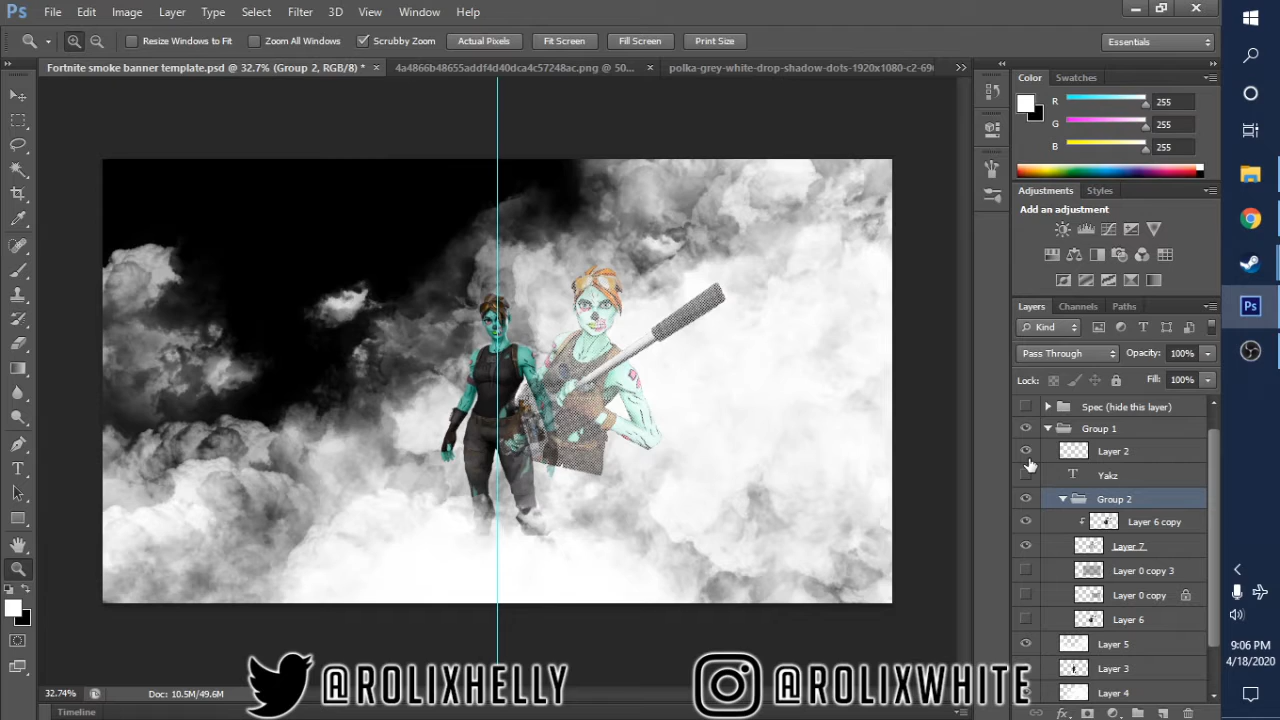 Ps File Edit Image Layer Type Select Filter 3D View Window Help
Resize Windows to Fit Zoom All Windows Scrubby Zoom Actual Pixels Fit Screen Fill Screen Print Size Essentials
Fortnite smoke banner template.psd @ 32.7% (Group 2, RGB/8) * × 4a4866b48655addf4d40dca4c57248ac.png @ 50... × polka-grey-white-drop-shadow-dots-1920x1080-c2-69
Color Swatches
R 255
G 255
B 255
Adjustments Styles
Add an adjustment
Layers Channels Paths
Kind
Pass Through Opacity: 100%
Lock: Fill: 100%
Spec (hide this layer)
Group 1
Layer 2
T Yakz
Group 2
Layer 6 copy
Layer 7
Layer 0 copy 3
Layer 0 copy
Layer 6
Layer 5
Layer 3
Layer 4
Ps
9:06 PM
4/18/2020
@ROLIXHELLY @ROLIXWHITE
32.74% Doc: 10.5M/49.6M
Timeline
fx